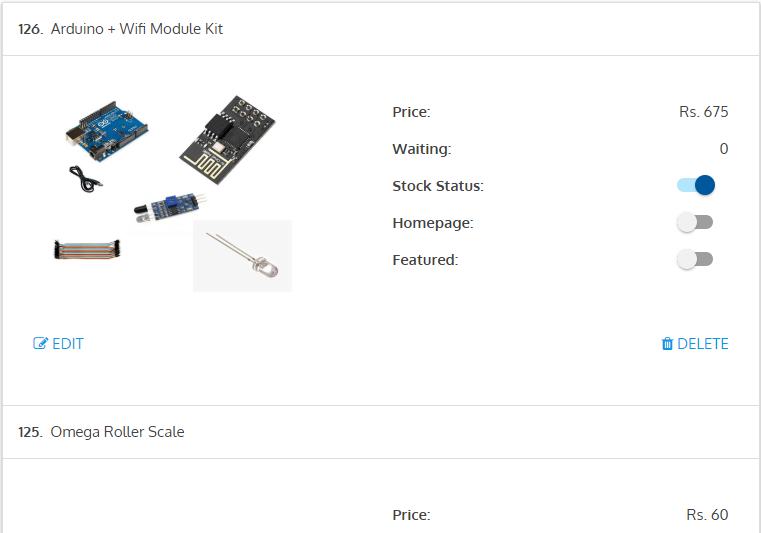 126. Arduino + Wifi Module Kit
Price: Rs. 675
Waiting: 0
Stock Status:
Homepage:
Featured:
EDIT DELETE
125. Omega Roller Scale
Price: Rs. 60